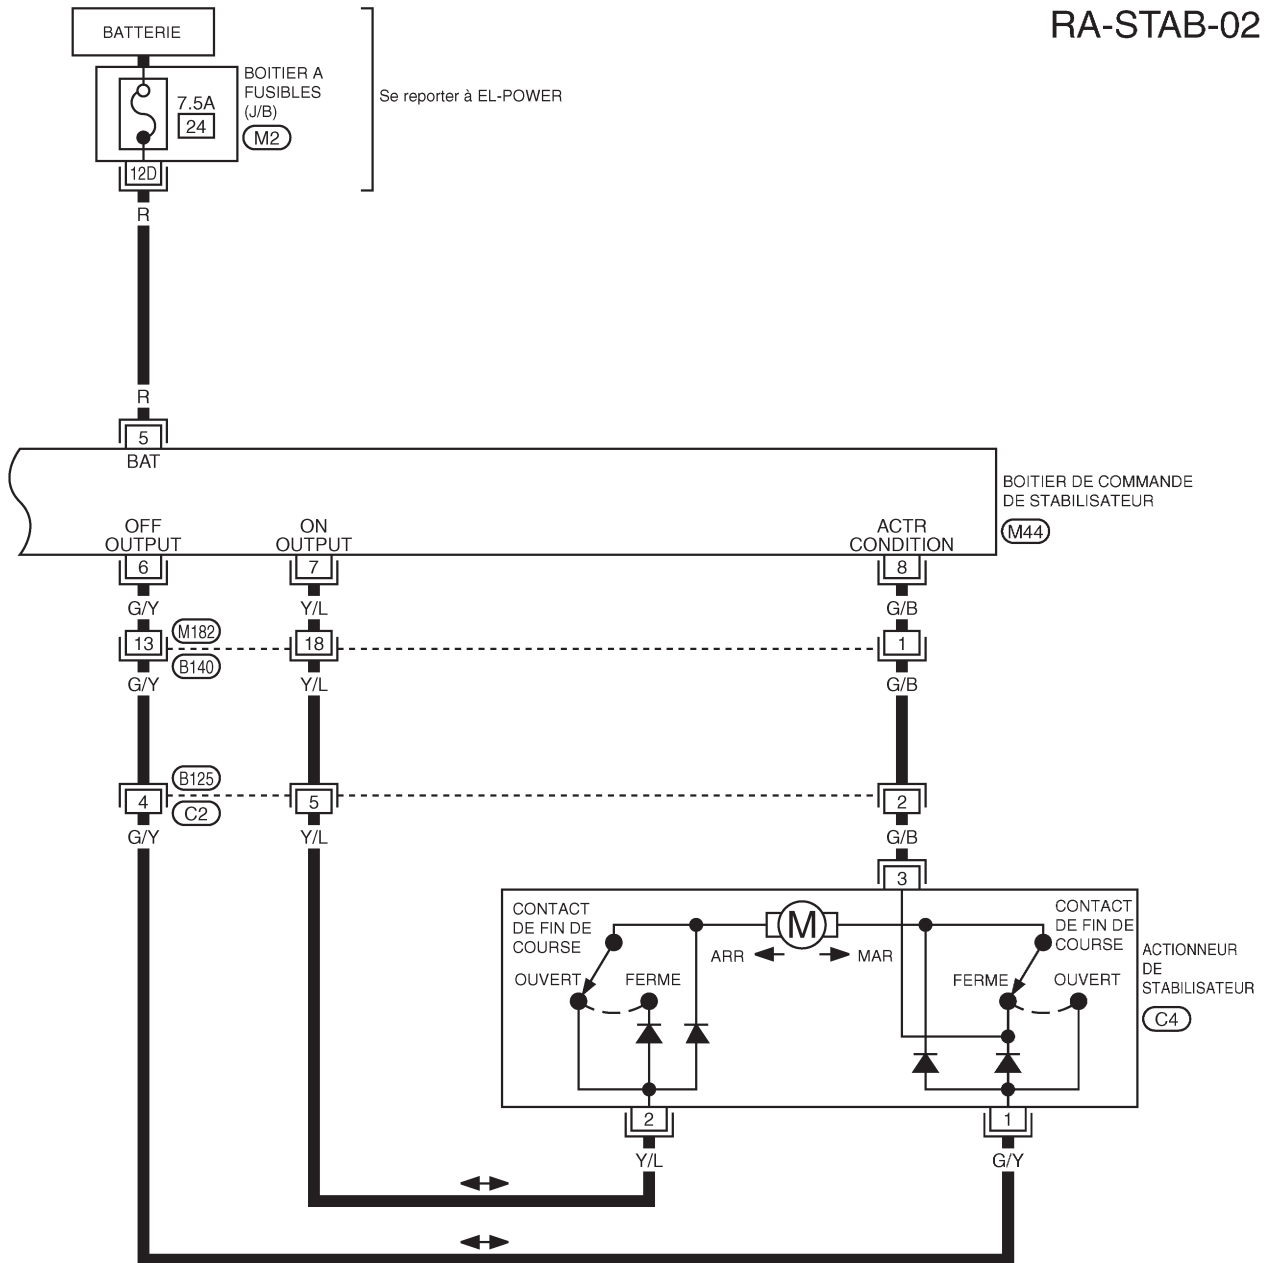 RA-STAB-02
BATTERIE
BOITIER A
FUSIBLES
(J/B)
M2
7.5A
24
12D
Se reporter à EL-POWER
R
R
5
BAT
BOITIER DE COMMANDE
DE STABILISATEUR
M44
OFF
OUTPUT
ON
OUTPUT
ACTR
CONDITION
6
7
8
G/Y
Y/L
G/B
13
M182
18
1
B140
G/Y
Y/L
G/B
B125
4
5
2
C2
G/Y
Y/L
G/B
3
CONTACT
DE FIN DE
COURSE
M
CONTACT
DE FIN DE
COURSE
ARR
MAR
OUVERT
FERME
FERME
OUVERT
ACTIONNEUR
DE
STABILISATEUR
C4
2
1
Y/L
G/Y